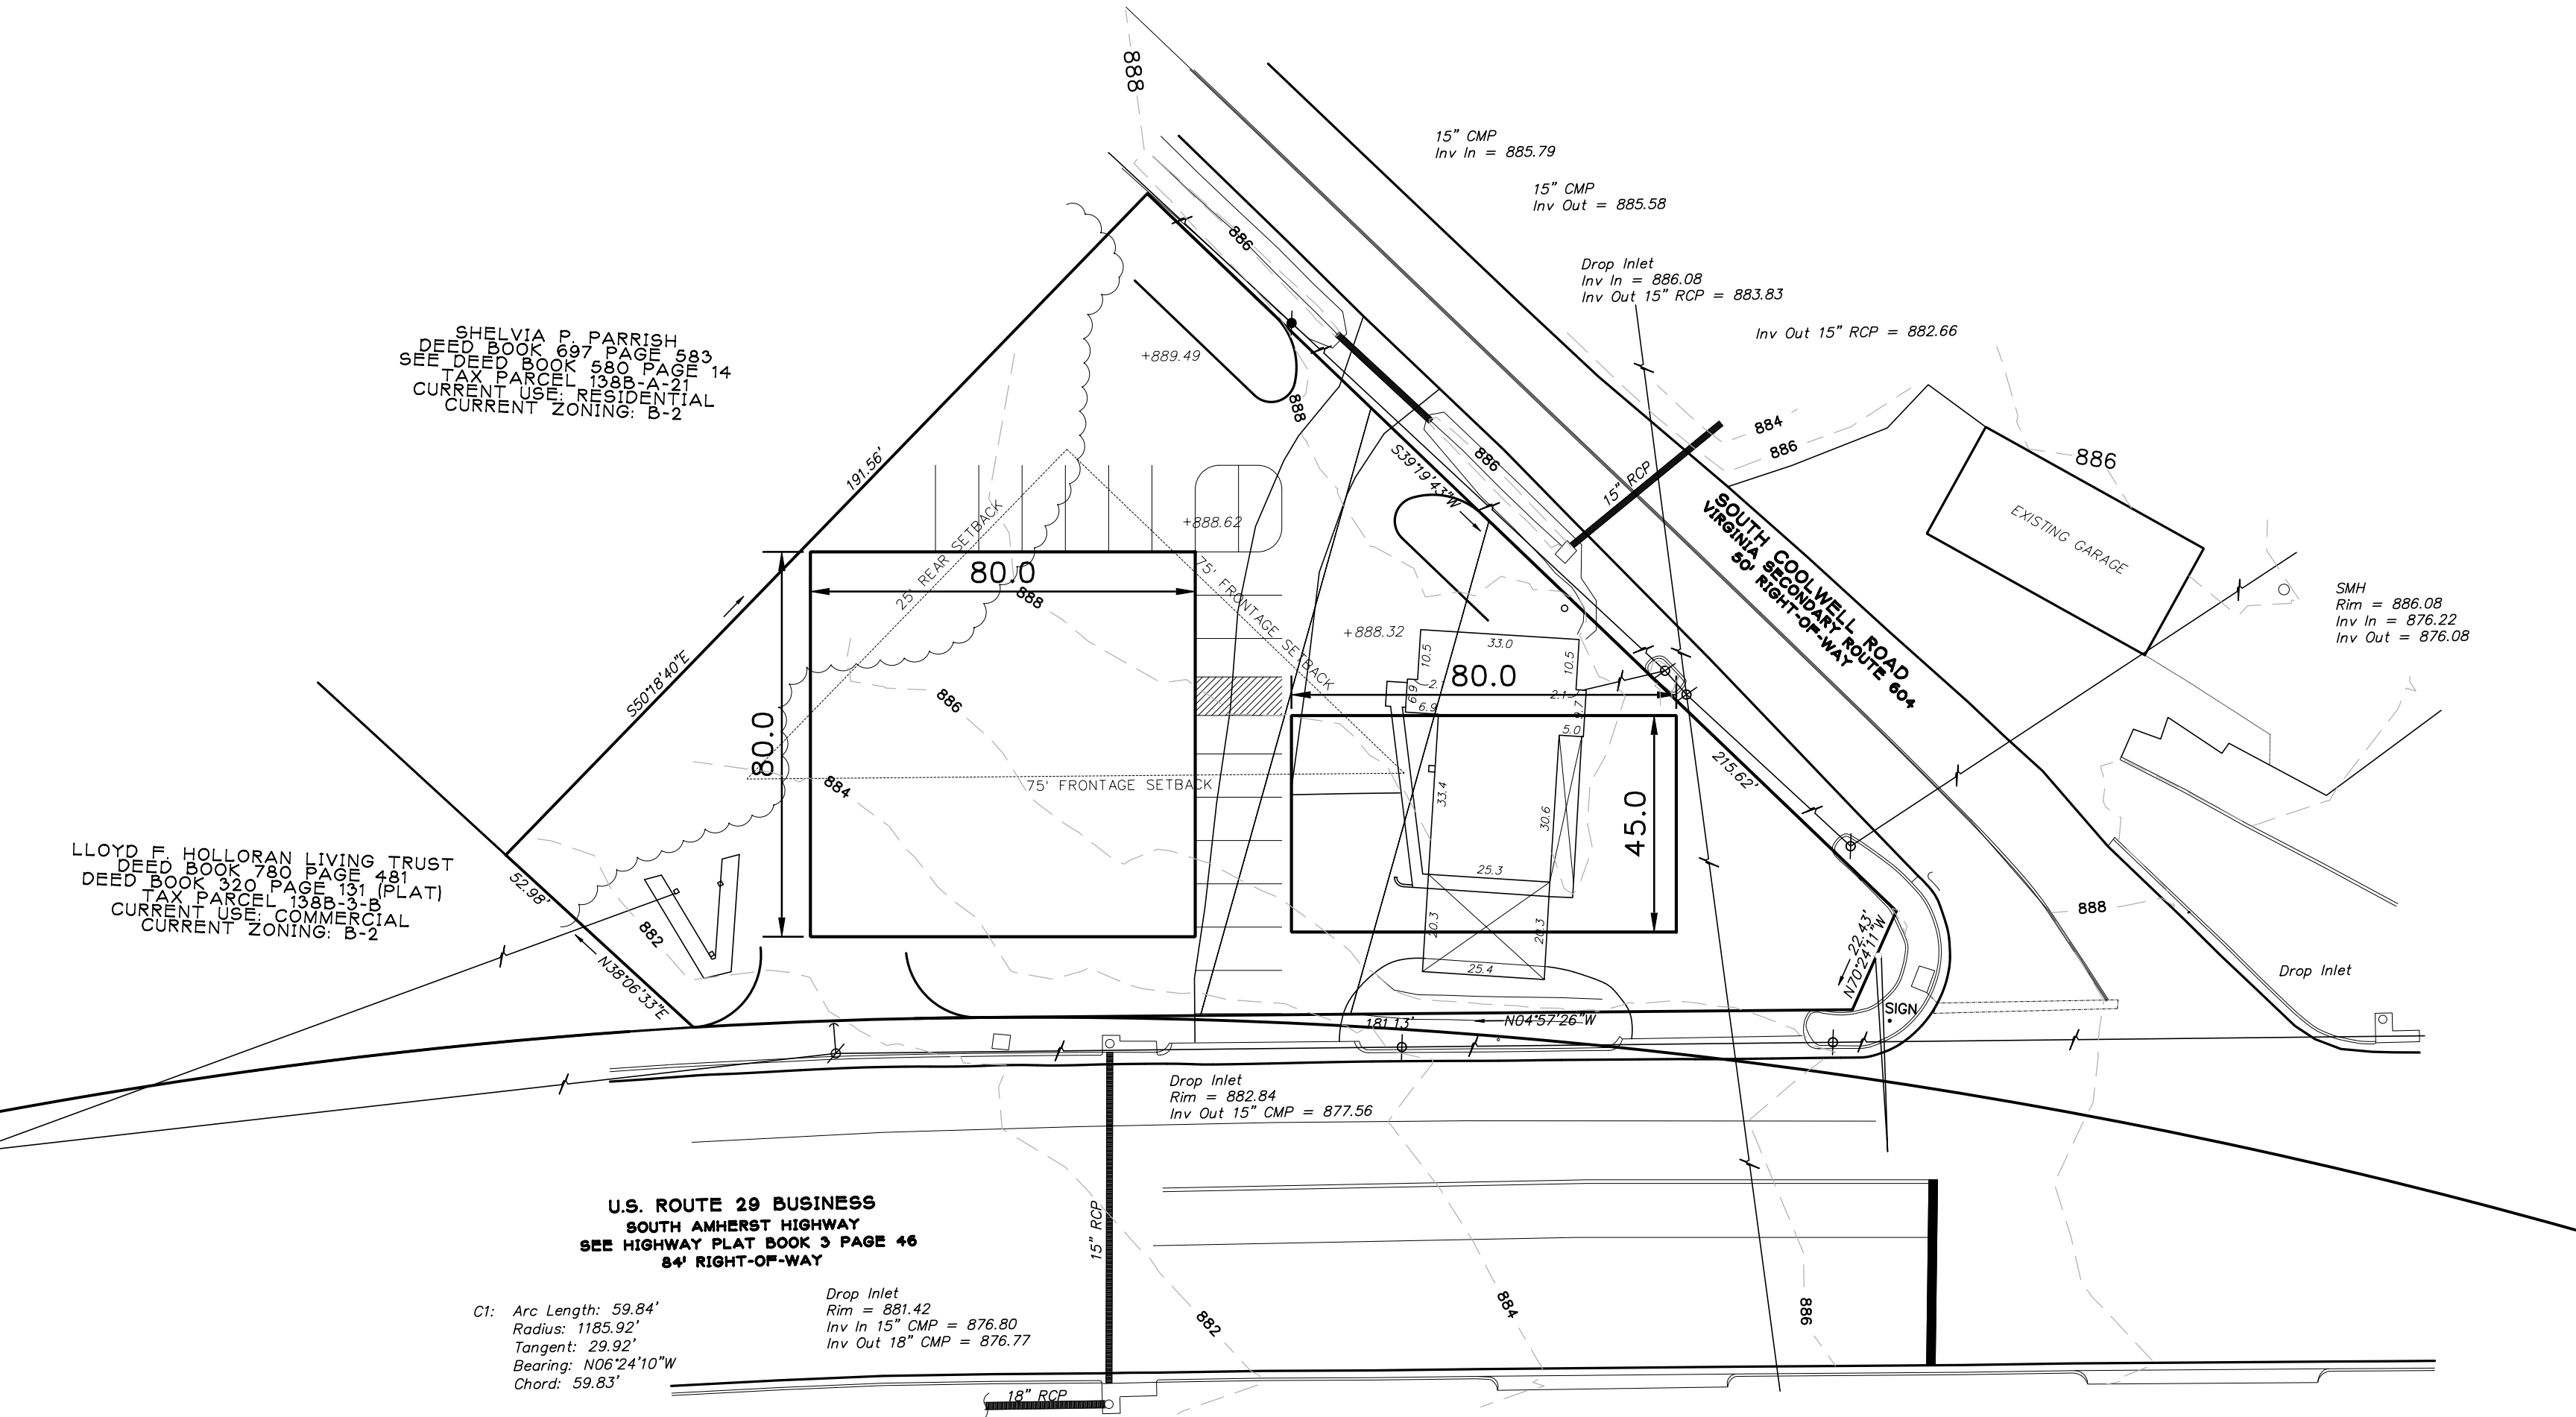 888
15" CMP
Inv In = 885.79
15" CMP
Inv Out = 885.58
886
Drop Inlet
Inv In = 886.08
Inv Out 15" RCP = 883.83
Inv Out 15" RCP = 882.66
SHELVIA P. PARRISH
DEED BOOK 697 PAGE 583
SEE DEED BOOK 580 PAGE 14
TAX PARCEL 138B-A-21
CURRENT USE: RESIDENTIAL
CURRENT ZONING: B-2
+889.49
888
191.56'
S39°19'43"W
886
15" RCP
884
886
886
EXISTING GARAGE
+888.62
25' REAR SETBACK
75' FRONTAGE SETBACK
80.0
888
SOUTH COOLWELL ROAD
VIRGINIA SECONDARY ROUTE 604
50' RIGHT-OF-WAY
SMH
Rim = 886.08
Inv In = 876.22
Inv Out = 876.08
+888.32
33.0
10.5
10.5
80.0
6.9
2.1
6.9
5.0
S50°18'40"E
886
80.0
884
75' FRONTAGE SETBACK
33.4
30.6
45.0
215.62'
25.3
20.3
20.3
25.4
LLOYD F. HOLLORAN LIVING TRUST
DEED BOOK 780 PAGE 481
DEED BOOK 320 PAGE 131 (PLAT)
TAX PARCEL 138B-3-B
CURRENT USE: COMMERCIAL
CURRENT ZONING: B-2
52.98'
882
N38°06'33"E
22.43'
N70°24'11"W
888
Drop Inlet
SIGN
181.13'
N04°57'26"W
Drop Inlet
Rim = 882.84
Inv Out 15" CMP = 877.56
U.S. ROUTE 29 BUSINESS
SOUTH AMHERST HIGHWAY
SEE HIGHWAY PLAT BOOK 3 PAGE 46
84' RIGHT-OF-WAY
15" RCP
C1: Arc Length: 59.84'
Radius: 1185.92'
Tangent: 29.92'
Bearing: N06°24'10"W
Chord: 59.83'
Drop Inlet
Rim = 881.42
Inv In 15" CMP = 876.80
Inv Out 18" CMP = 876.77
882
884
886
18" RCP